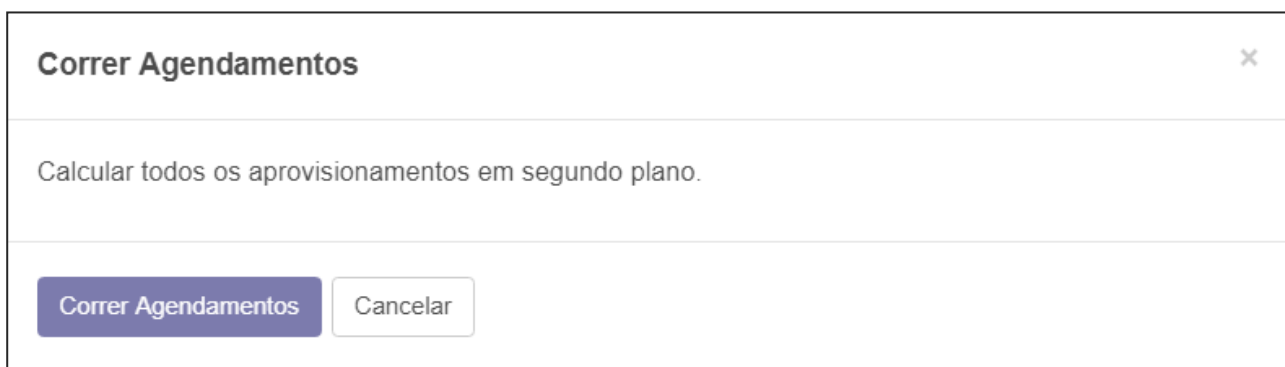 Correr Agendamentos
×
Calcular todos os aprovisionamentos em segundo plano.
Correr Agendamentos Cancelar